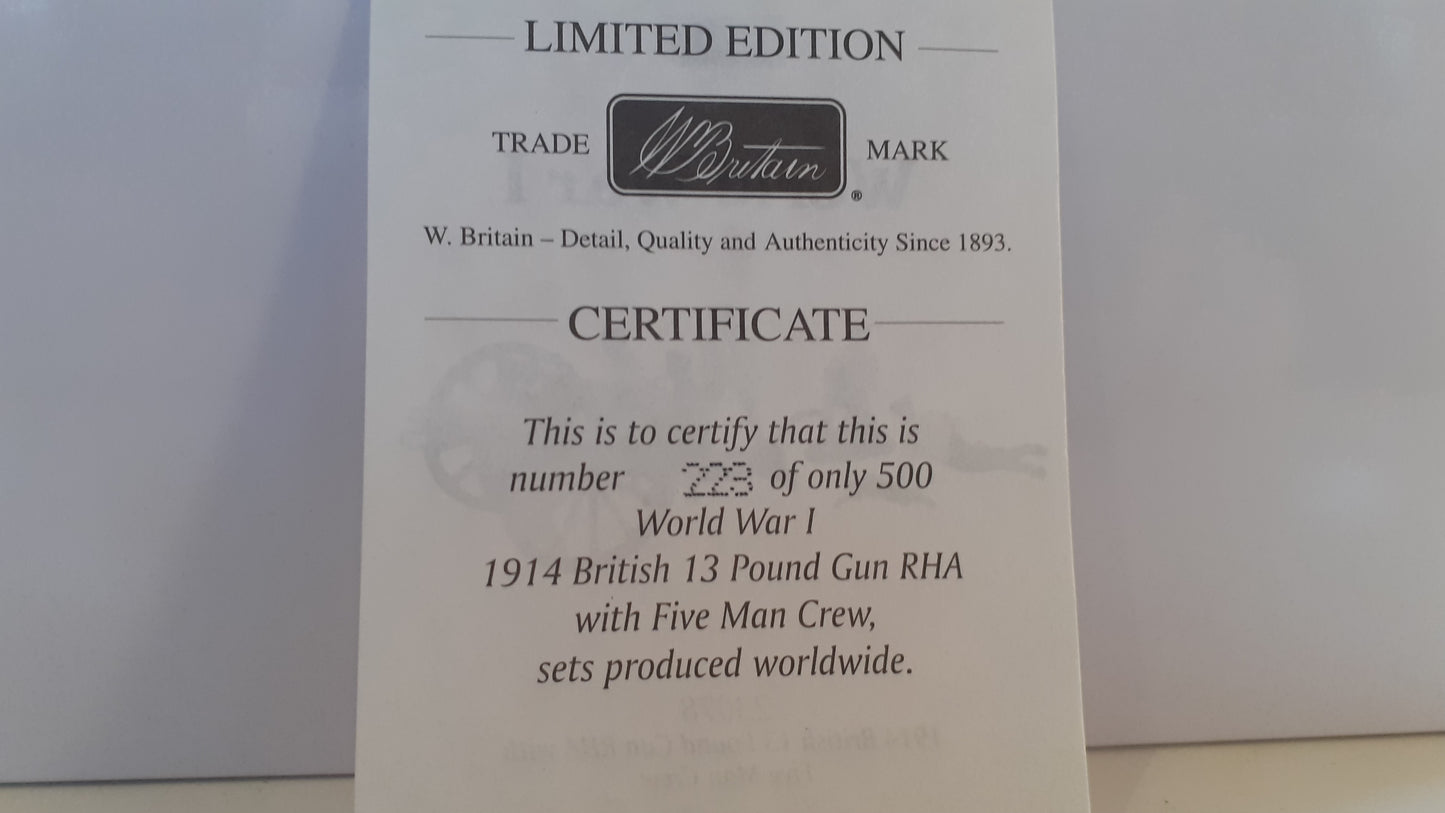 LIMITED EDITION
TRADE WBritain MARK
®
W. Britain – Detail, Quality and Authenticity Since 1893.
CERTIFICATE
This is to certify that this is
number 223 of only 500
World War I
1914 British 13 Pound Gun RHA
with Five Man Crew,
sets produced worldwide.